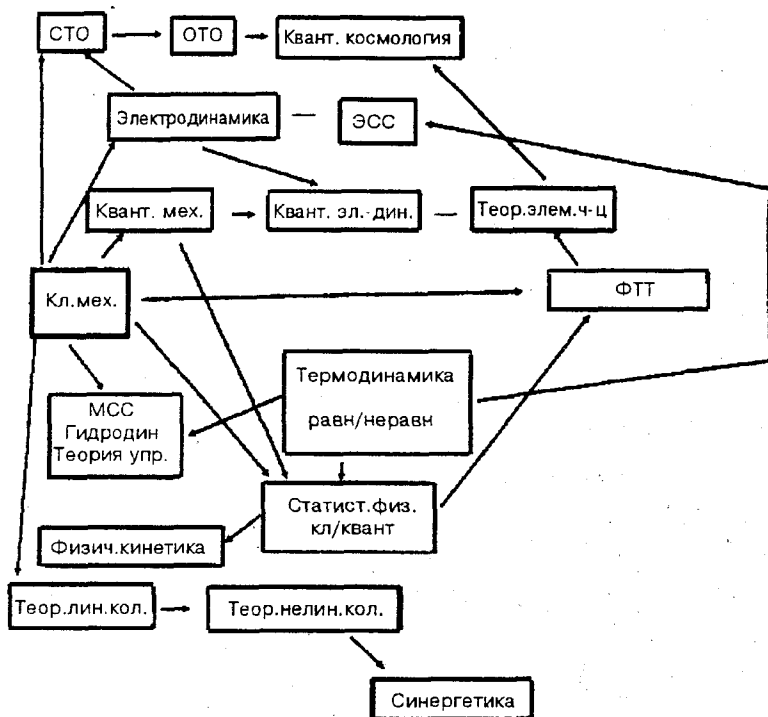 СТО
ОТО
Квант. космология
Электродинамика
ЭСС
Квант. мех.
Квант. эл.-дин.
Теор.элем.ч-ц
Кл.мех.
ФТТ
Термодинамика
равн/неравн
МСС
Гидродин
Теория упр.
Статист.физ.
кл/квант
Физич.кинетика
Теор.лин.кол.
Теор.нелин.кол.
Синергетика